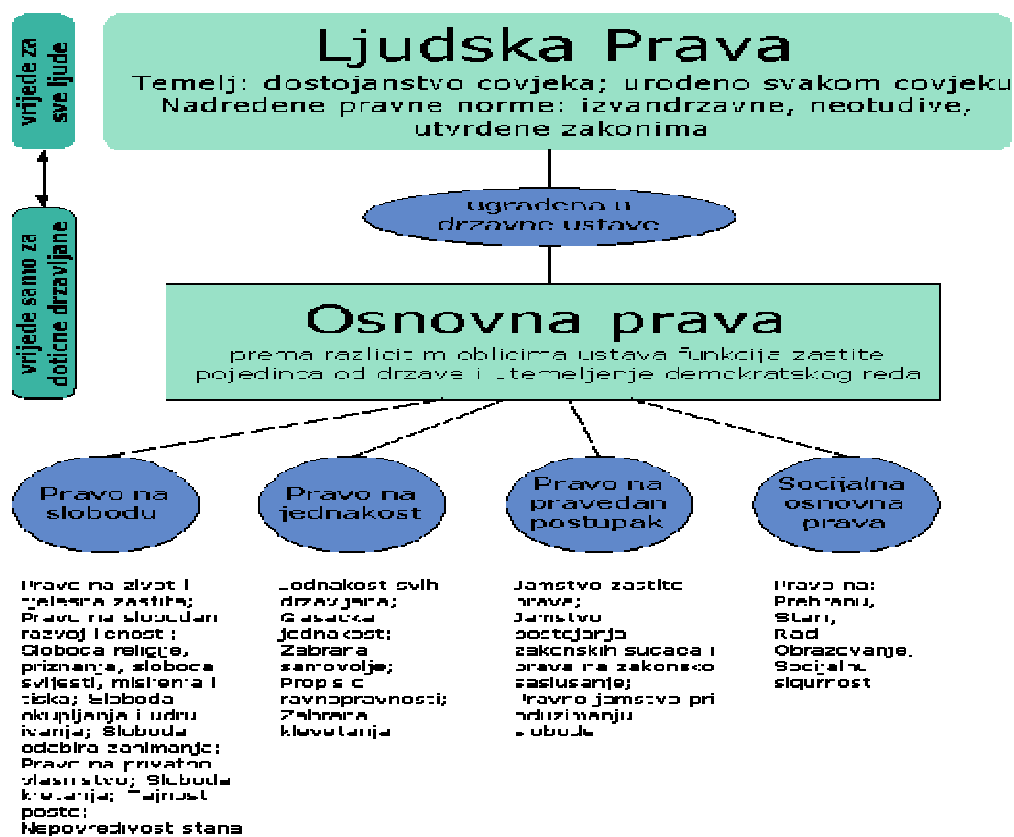 vrijede za
sve ljude
Ljudska Prava
Temelj: dostojanstvo covjeka; urodeno svakom covjeku
Nadredene pravne norme: izvandrzavne, neotudive,
utvrdene zakonima
ugradena u
drzavne ustave
vrijede samo za
doticne drzavljane
Osnovna prava
prema razlicitim oblicima ustava funkcija zastite
pojedinca od drzave i utemeljenje demokratskog reda
Pravo na
slobodu
Pravo na
jednakost
Pravo na
pravedan
postupak
Socijalna
osnovna
prava
Pravo na zivot i
tjelesna zastita;
Pravo na slobodan
razvoj licnosti;
Sloboda religije,
priznanja, sloboda
svijesti, misljenja i
tiska; Sloboda
okupljanja i udru
ivanja; Sloboda
odabira zanimanja;
Pravo na privatno
vlasnistvo; Sloboda
kretanja; Tajnost
poste;
Nepovredivost stana
Jednakost svih
drzavljana;
Glasacka
jednakost;
Zabrana
samovolje;
Propis o
ravnopravnosti;
Zabrana
klevetanja
Jamstvo zastite
prava;
Jamstvo
postojanja
zakonskih sudaca i
prava na zakonsko
saslusanje;
Pravno jamstvo pri
oduzimanju
slobode
Pravo na:
Prehranu,
Stan,
Rad
Obrazovanje,
Socijalnu
sigurnost